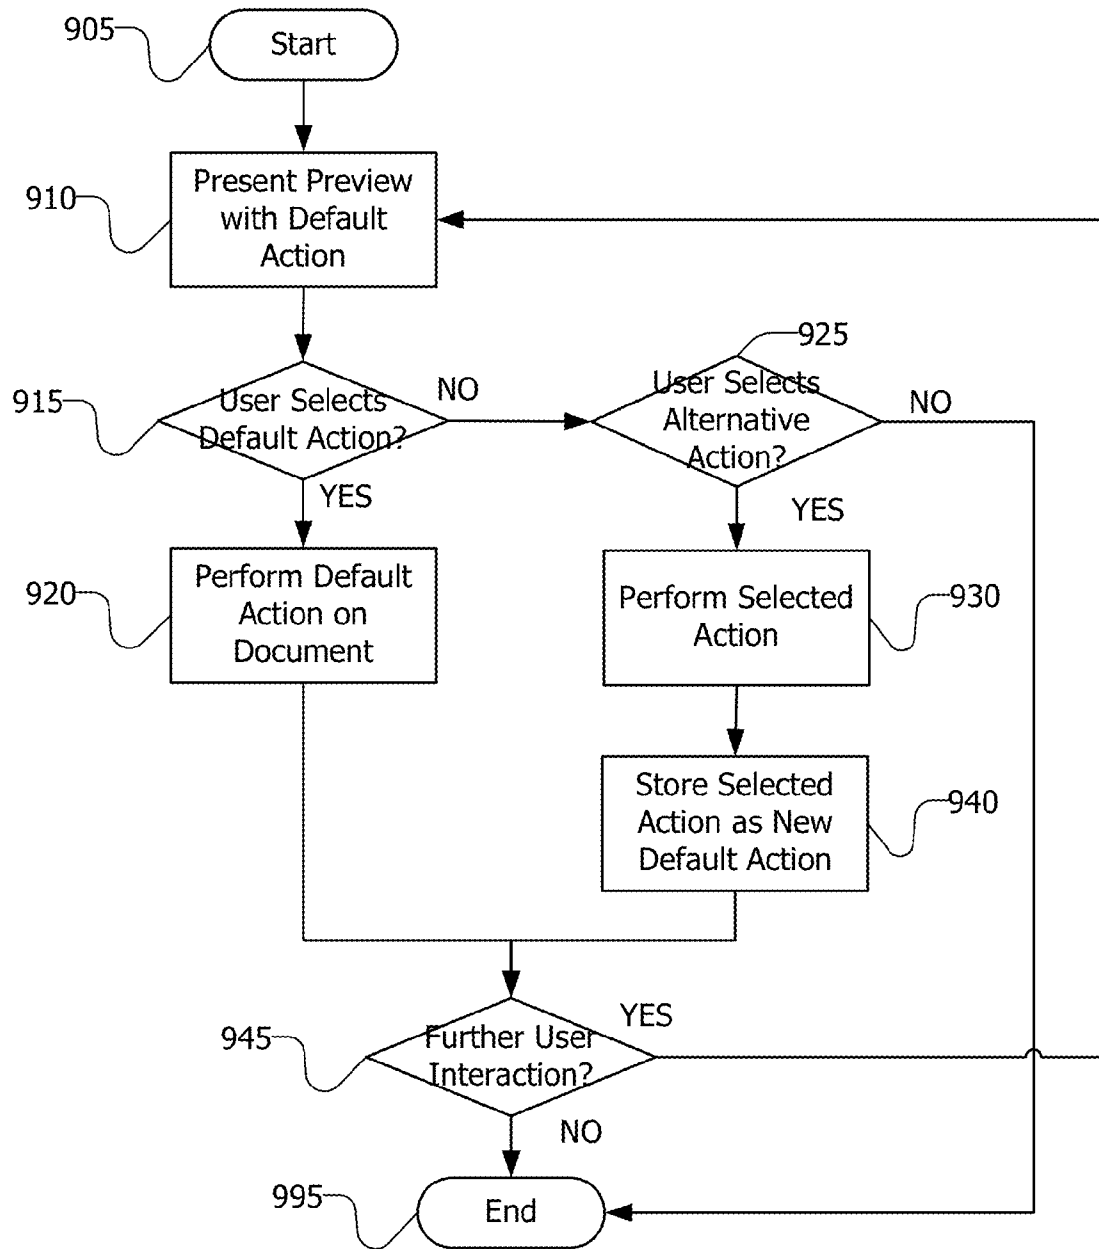 905
Start
910
Present Preview
with Default
Action
925
915
User Selects
Default Action?
NO
User Selects
Alternative
Action?
NO
YES
YES
920
Perform Default
Action on
Document
Perform Selected
Action
930
Store Selected
Action as New
Default Action
940
945
Further User
Interaction?
YES
NO
995
End